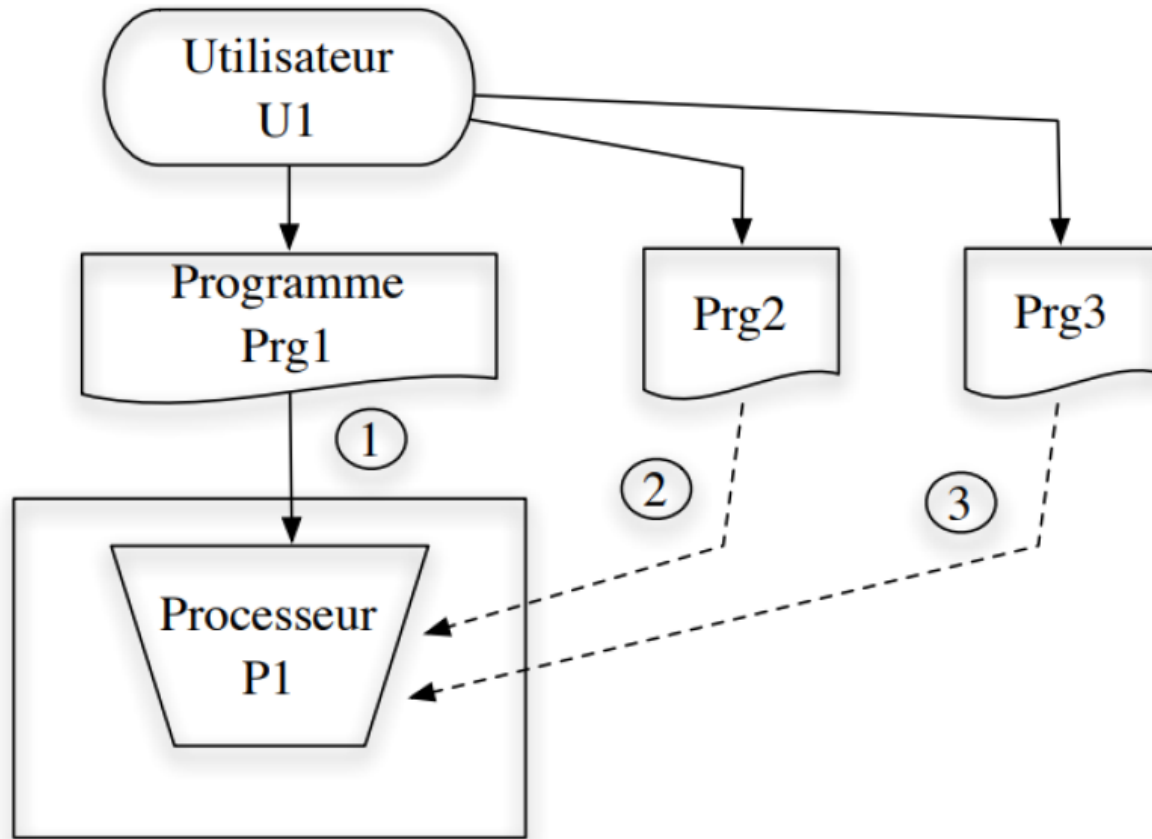 Utilisateur
U1
Programme
Prg1
Prg2
Prg3
1
2
3
Processeur
P1